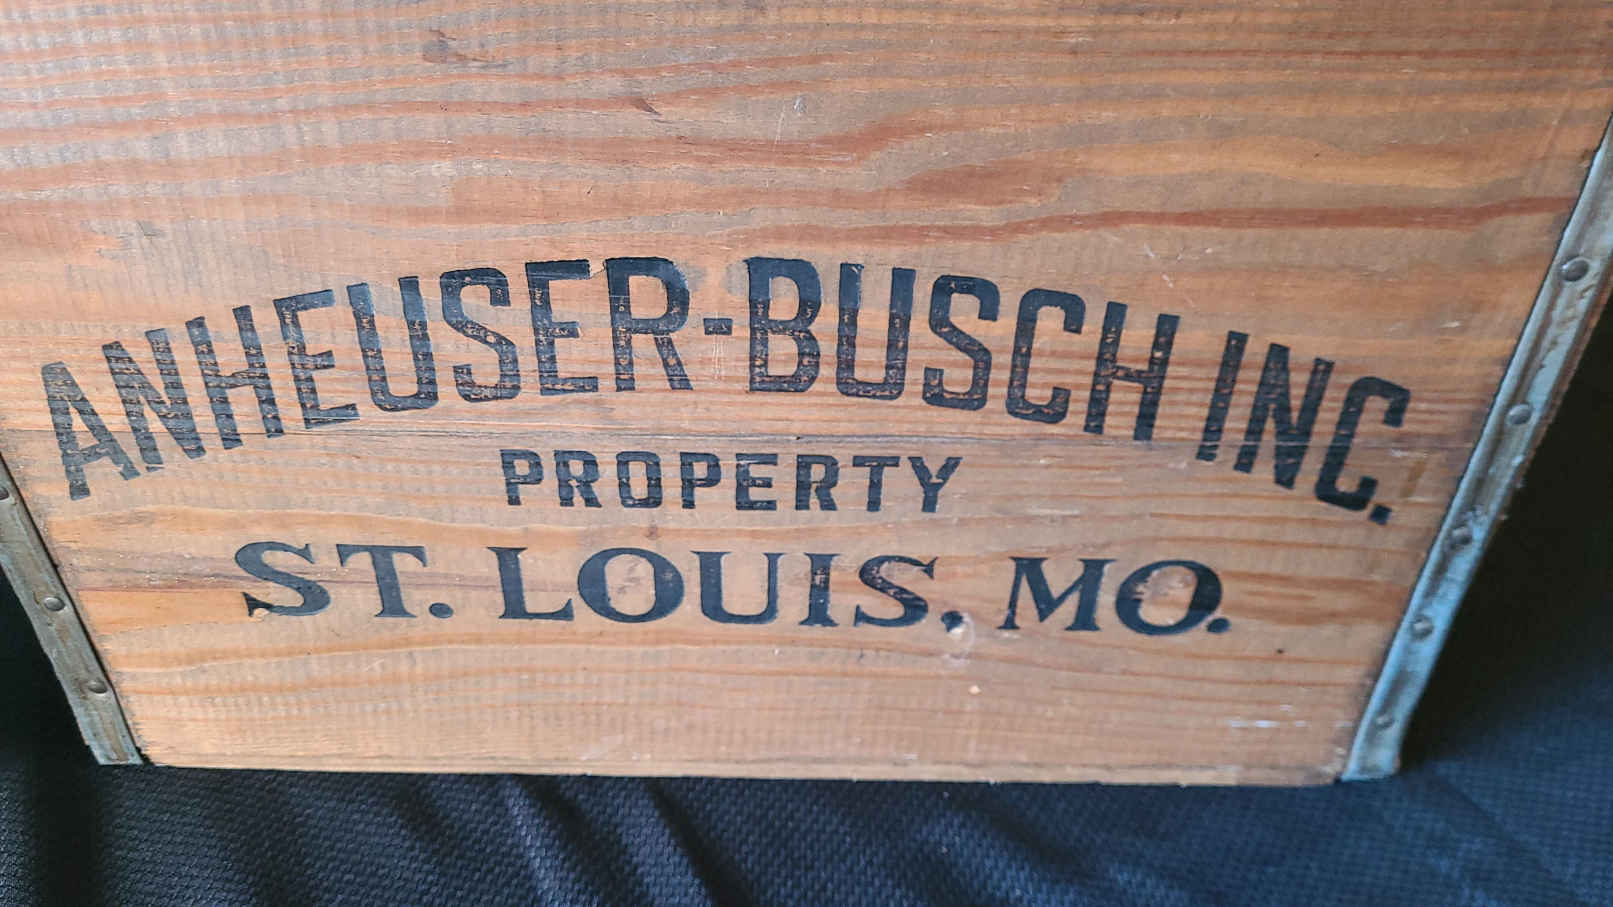 ANHEUSER-BUSCH INC.
PROPERTY
ST. LOUIS, MO.